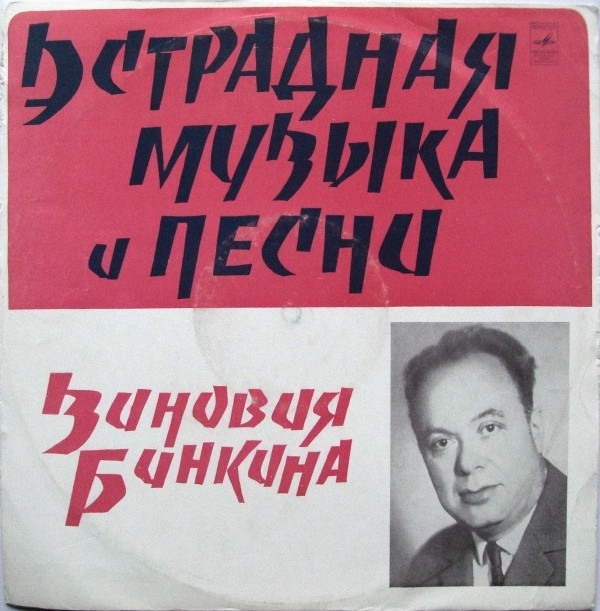 Эстрадная
музыка
и песни
Зиновия
Бинкина